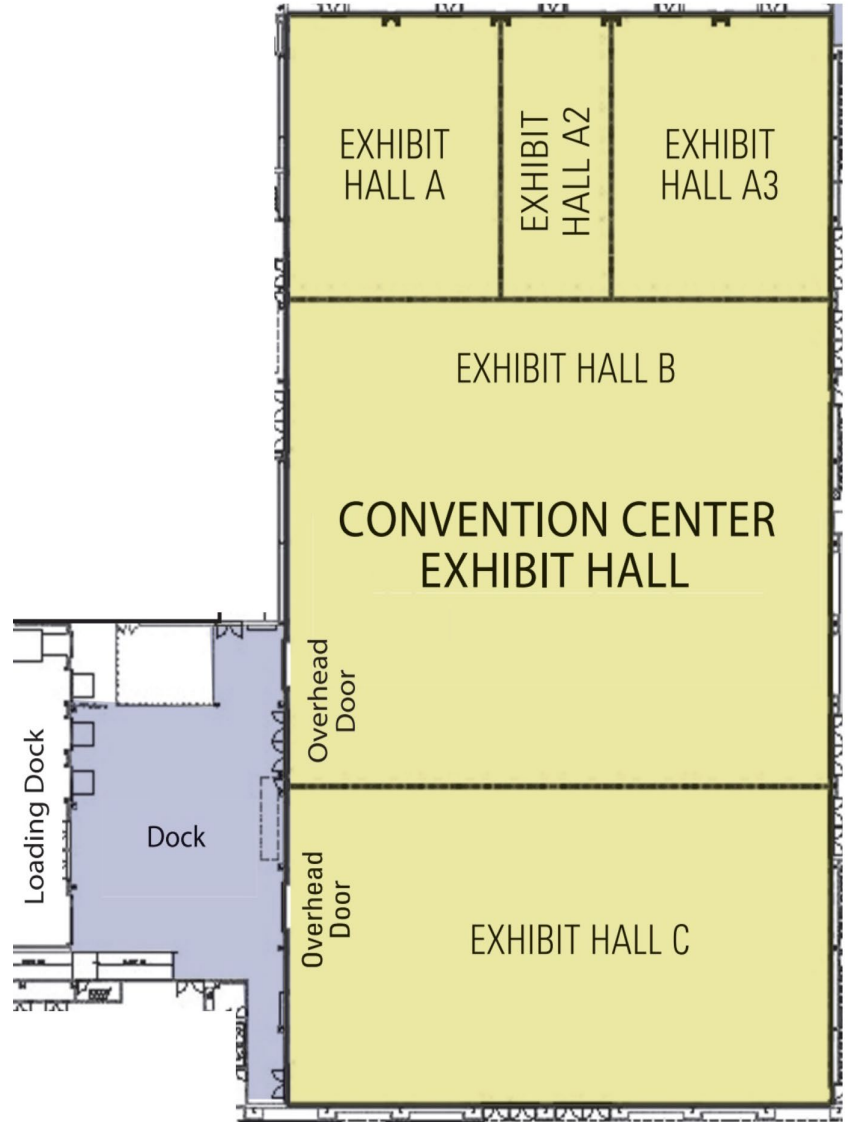 EXHIBIT
HALL A
EXHIBIT
HALL A2
EXHIBIT
HALL A3
EXHIBIT HALL B
CONVENTION CENTER
EXHIBIT HALL
Overhead
Door
Loading Dock
Dock
Overhead
Door
EXHIBIT HALL C